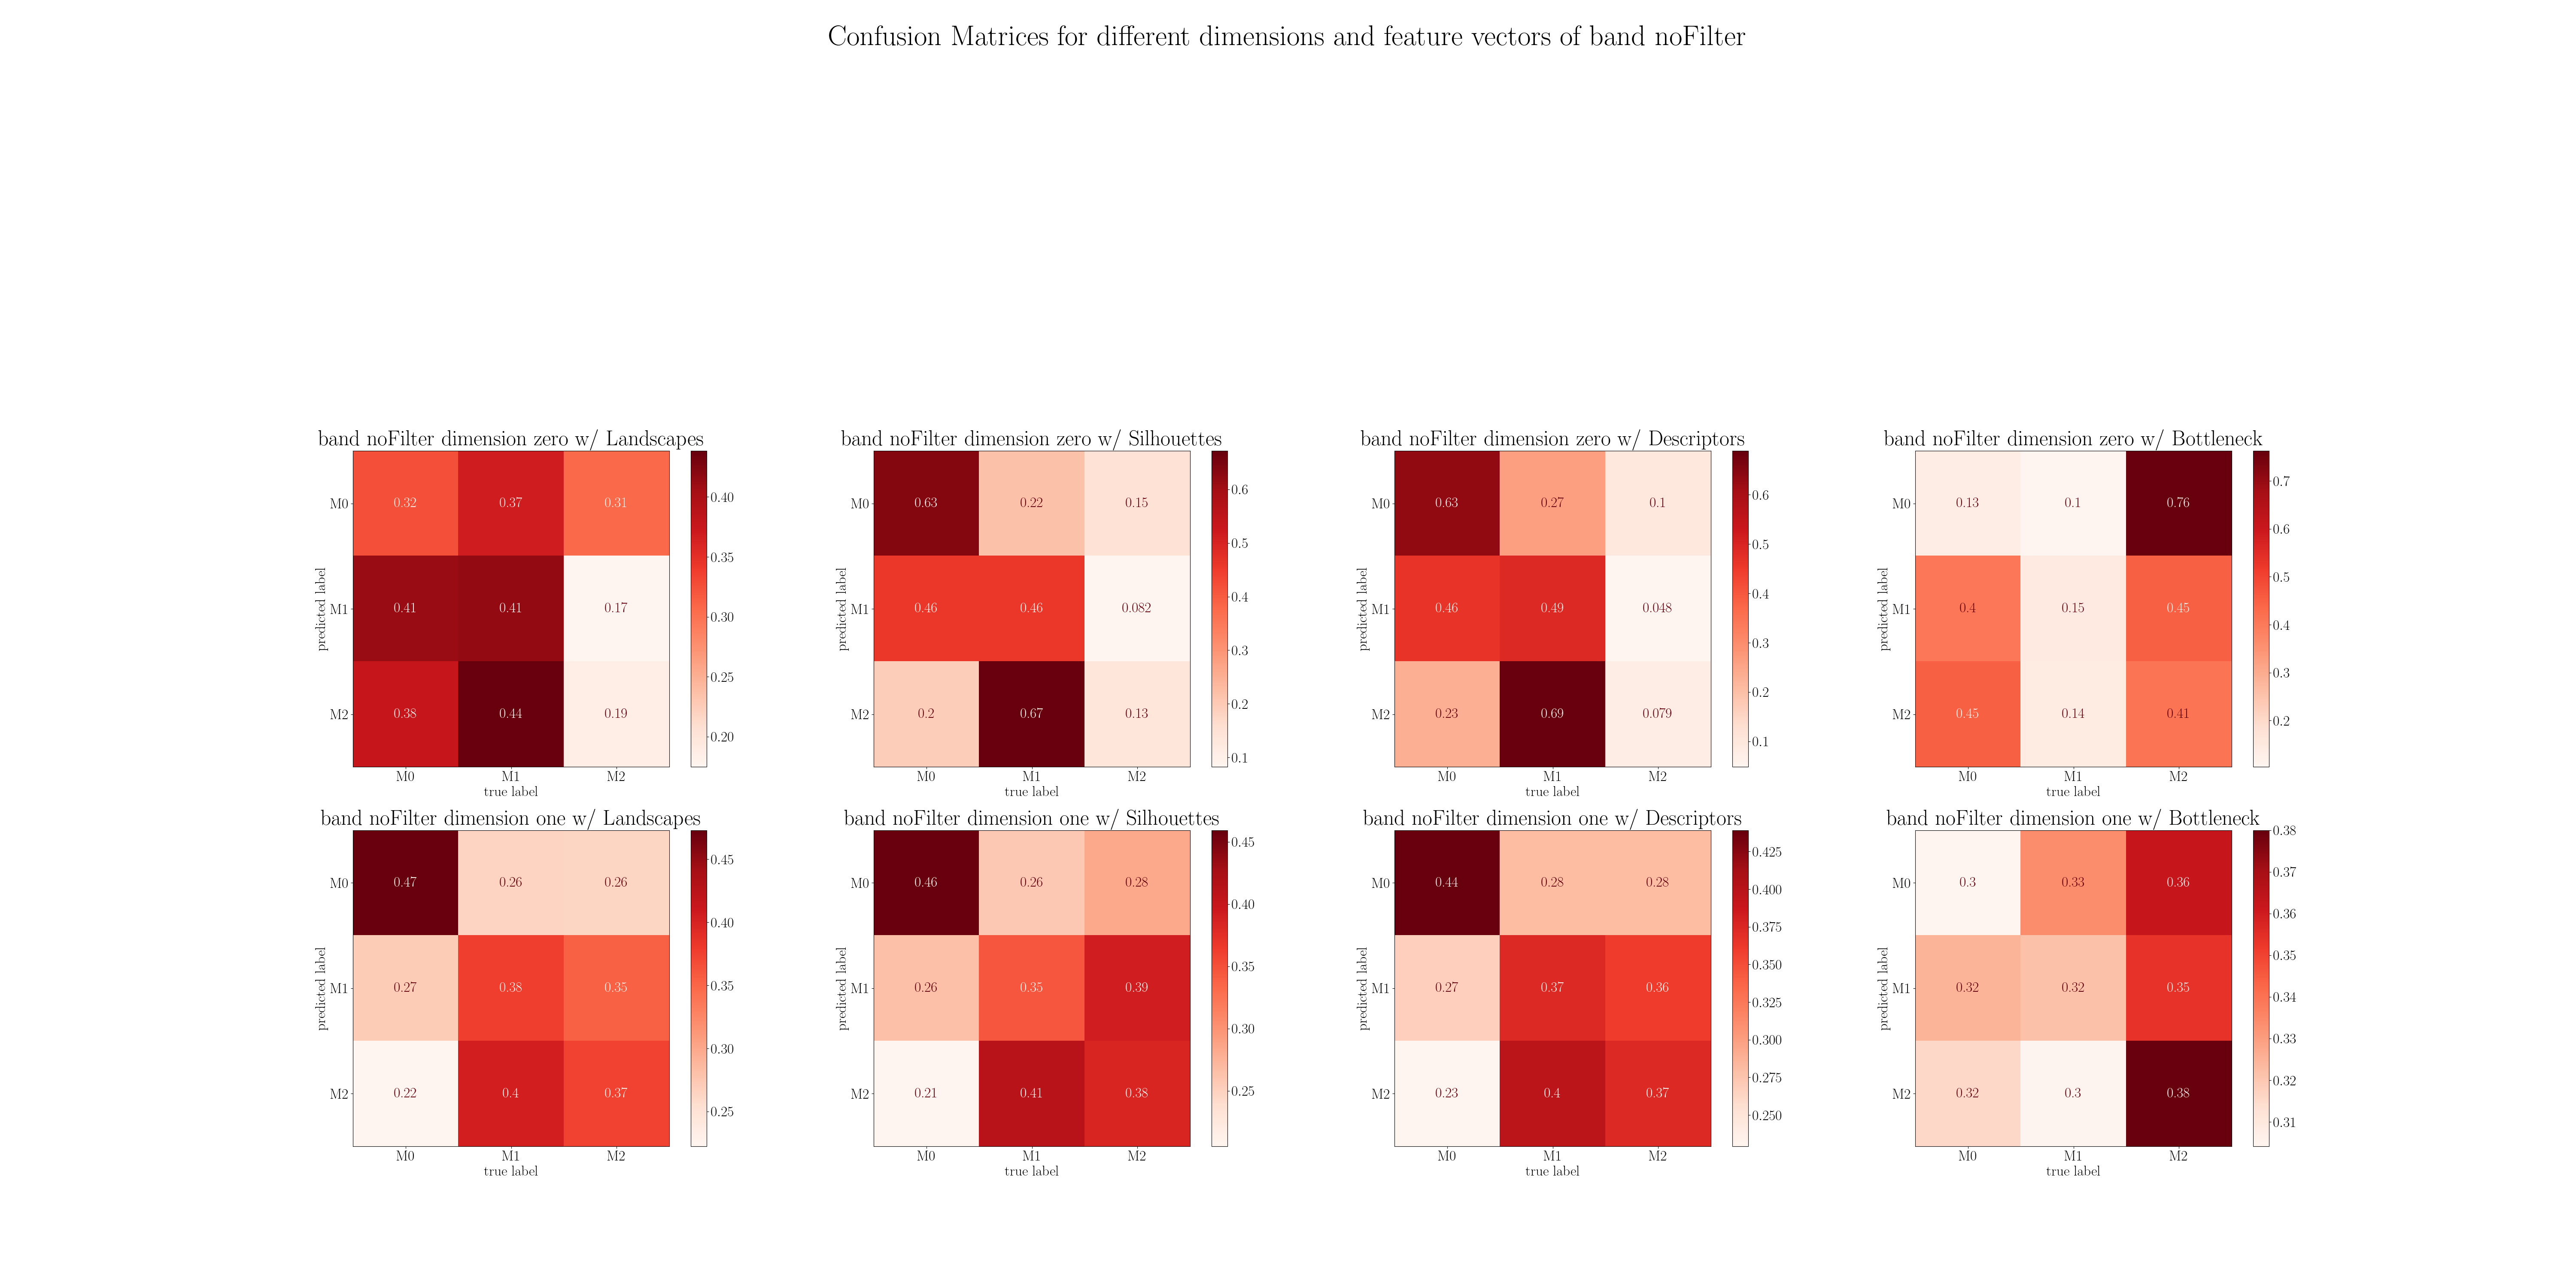 Confusion Matrices for different dimensions and feature vectors of band noFilter
band noFilter dimension zero w/ Landscapes
predicted label
M0 0.32 0.37 0.31
M1 0.41 0.41 0.17
M2 0.38 0.44 0.19
M0 M1 M2
true label
0.40
0.35
0.30
0.25
0.20
band noFilter dimension zero w/ Silhouettes
predicted label
M0 0.63 0.22 0.15
M1 0.46 0.46 0.082
M2 0.2 0.67 0.13
M0 M1 M2
true label
0.6
0.5
0.4
0.3
0.2
0.1
band noFilter dimension zero w/ Descriptors
predicted label
M0 0.63 0.27 0.1
M1 0.46 0.49 0.048
M2 0.23 0.69 0.079
M0 M1 M2
true label
0.6
0.5
0.4
0.3
0.2
0.1
band noFilter dimension zero w/ Bottleneck
predicted label
M0 0.13 0.1 0.76
M1 0.4 0.15 0.45
M2 0.45 0.14 0.41
M0 M1 M2
true label
0.7
0.6
0.5
0.4
0.3
0.2
band noFilter dimension one w/ Landscapes
predicted label
M0 0.47 0.26 0.26
M1 0.27 0.38 0.35
M2 0.22 0.4 0.37
M0 M1 M2
true label
0.45
0.40
0.35
0.30
0.25
band noFilter dimension one w/ Silhouettes
predicted label
M0 0.46 0.26 0.28
M1 0.26 0.35 0.39
M2 0.21 0.41 0.38
M0 M1 M2
true label
0.45
0.40
0.35
0.30
0.25
band noFilter dimension one w/ Descriptors
predicted label
M0 0.44 0.28 0.28
M1 0.27 0.37 0.36
M2 0.23 0.4 0.37
M0 M1 M2
true label
0.425
0.400
0.375
0.350
0.325
0.300
0.275
0.250
band noFilter dimension one w/ Bottleneck
predicted label
M0 0.3 0.33 0.36
M1 0.32 0.32 0.35
M2 0.32 0.3 0.38
M0 M1 M2
true label
0.38
0.37
0.36
0.35
0.34
0.33
0.32
0.31